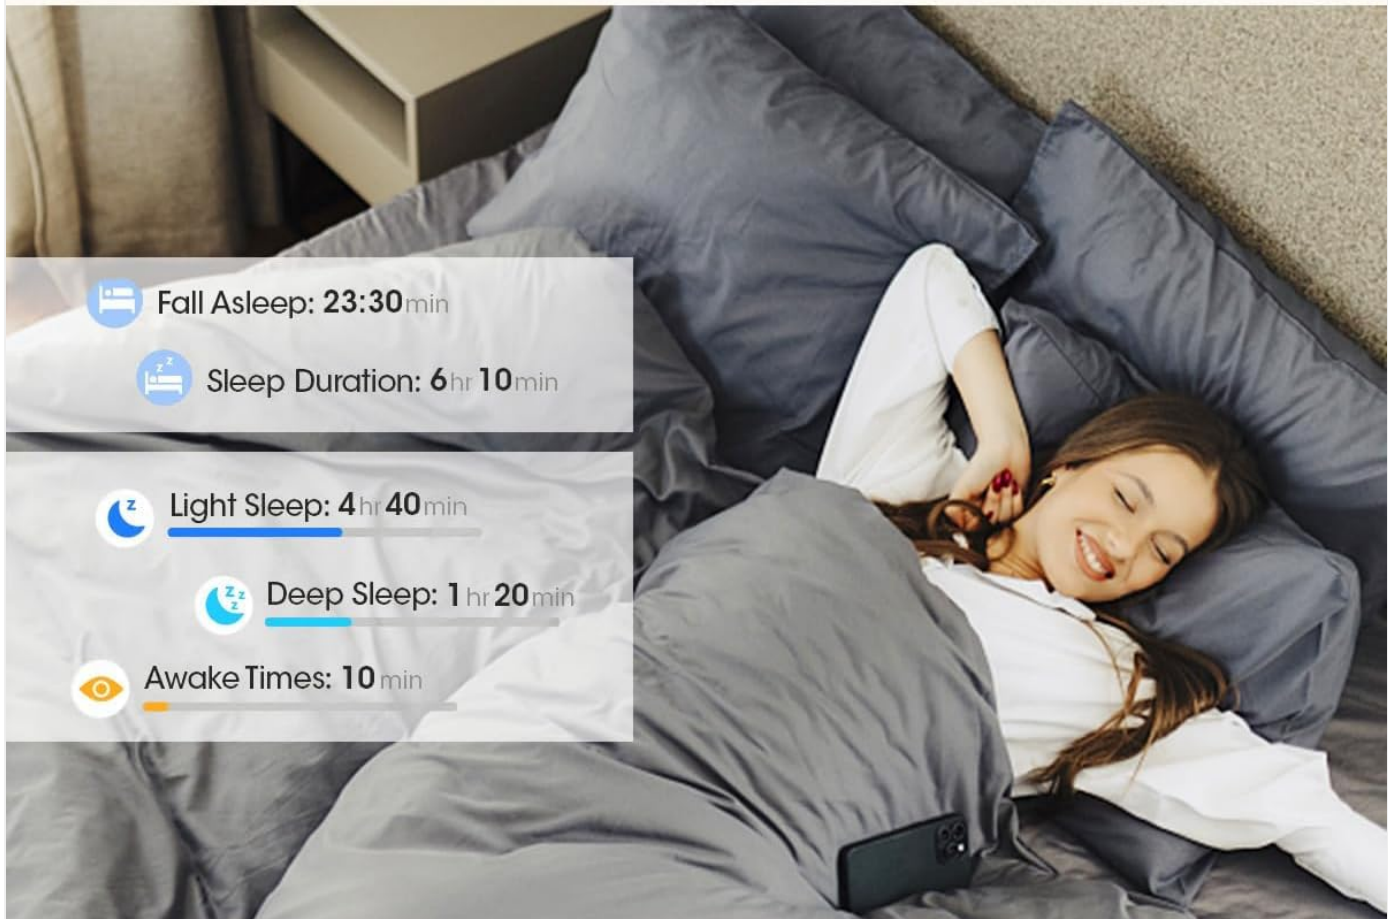 Fall Asleep: 23:30min
Sleep Duration: 6hr 10min
Light Sleep: 4hr 40min
Deep Sleep: 1hr 20min
Awake Times: 10min